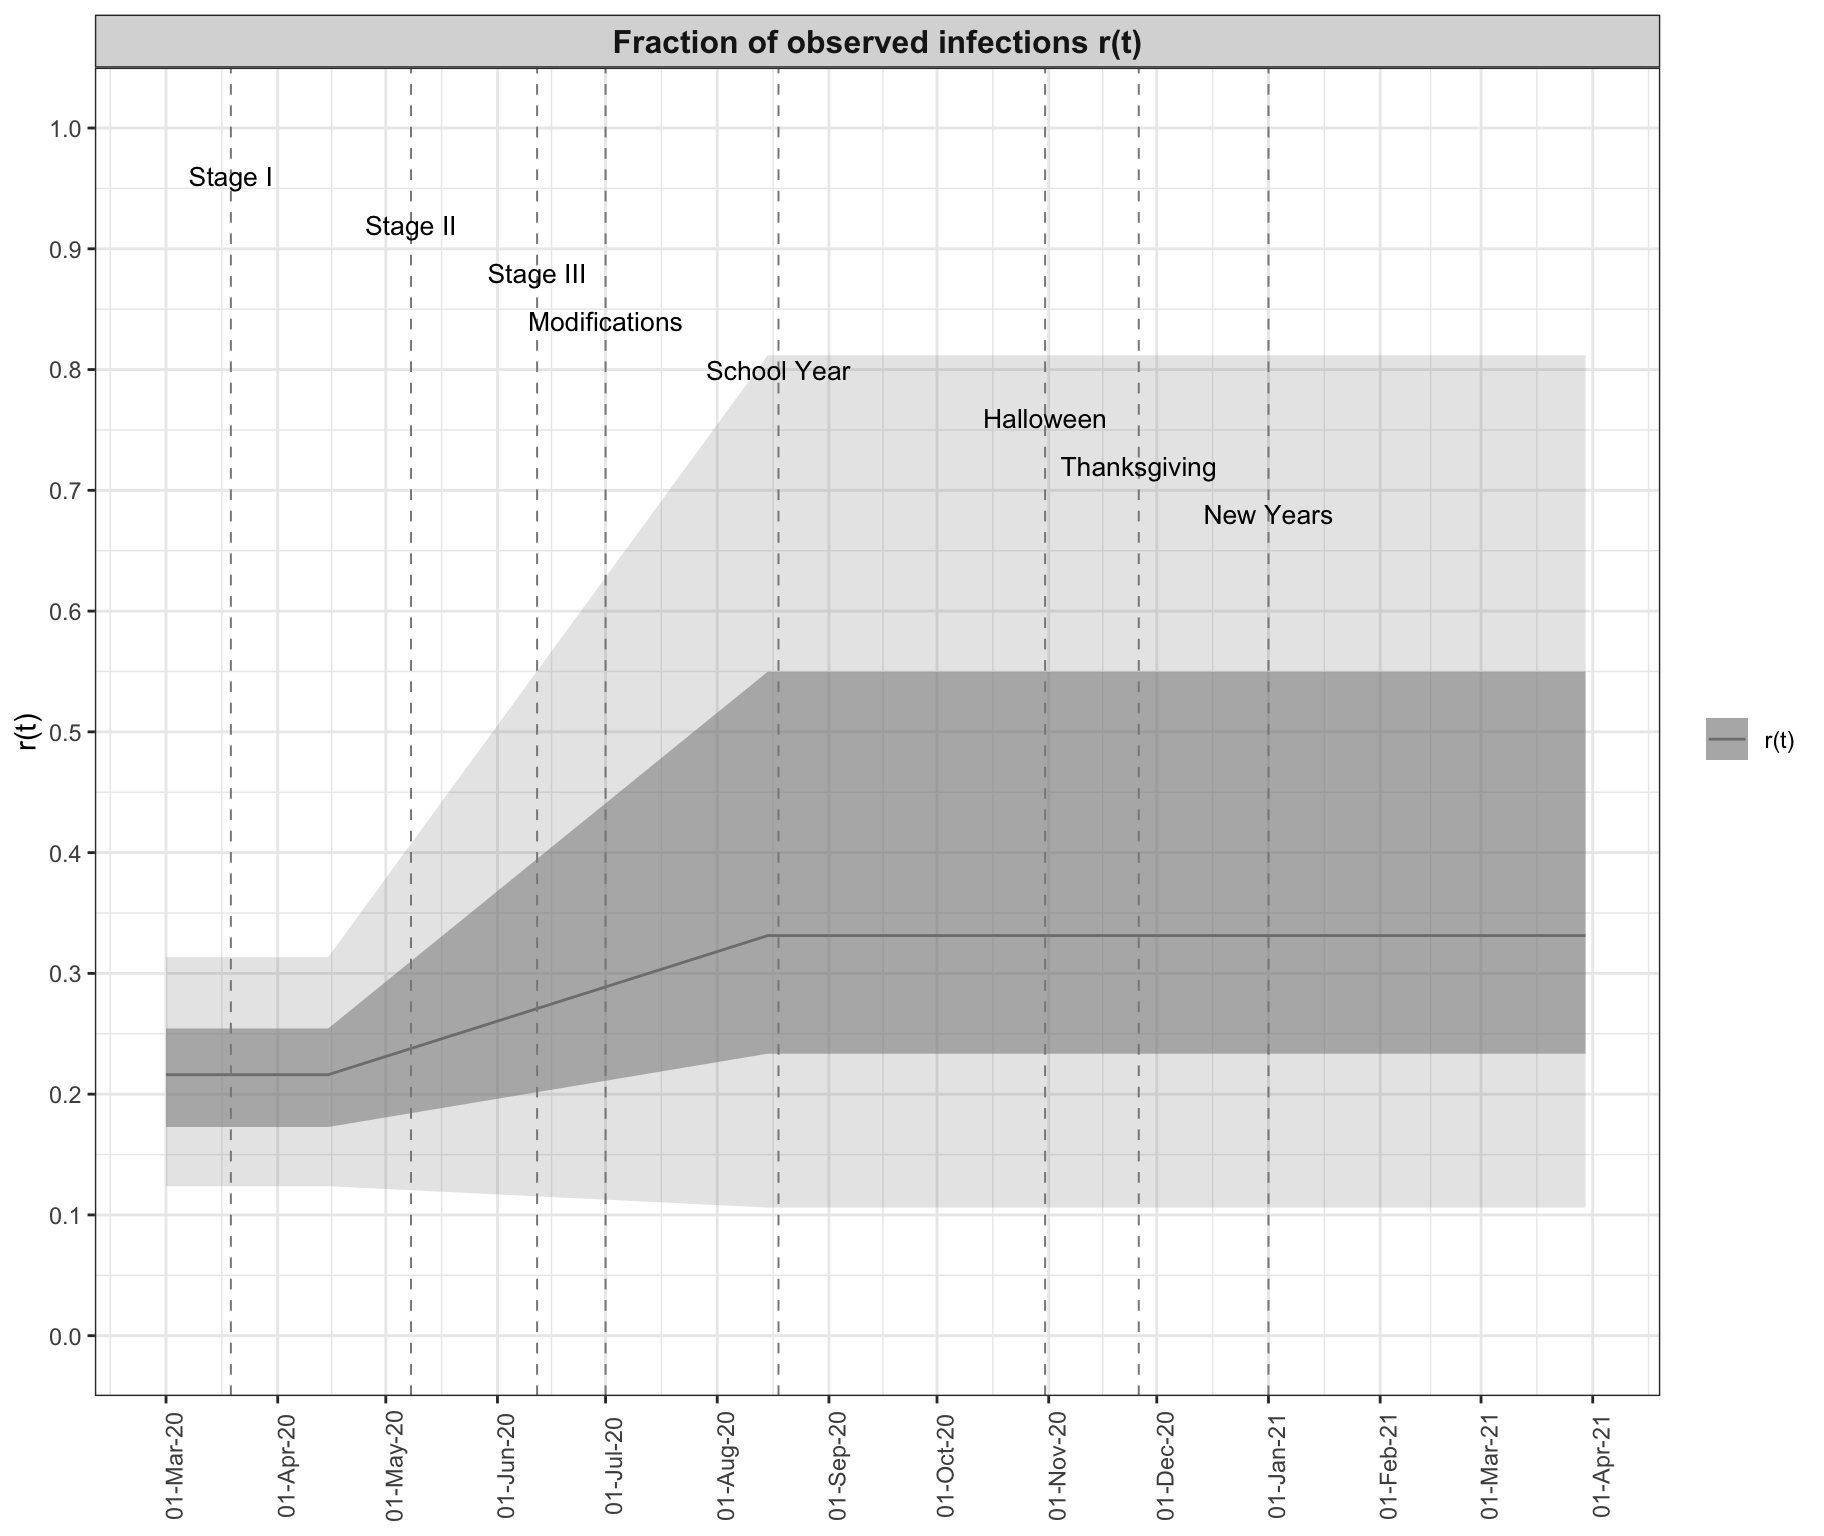 Fraction of observed infections r(t)
1.0
0.9
0.8
0.7
0.6
0.5
0.4
0.3
0.2
0.1
0.0
r(t)
Stage I
Stage II
Stage III
Modifications
School Year
Halloween
Thanksgiving
New Years
r(t)
01-Mar-20
01-Apr-20
01-May-20
01-Jun-20
01-Jul-20
01-Aug-20
01-Sep-20
01-Oct-20
01-Nov-20
01-Dec-20
01-Jan-21
01-Feb-21
01-Mar-21
01-Apr-21